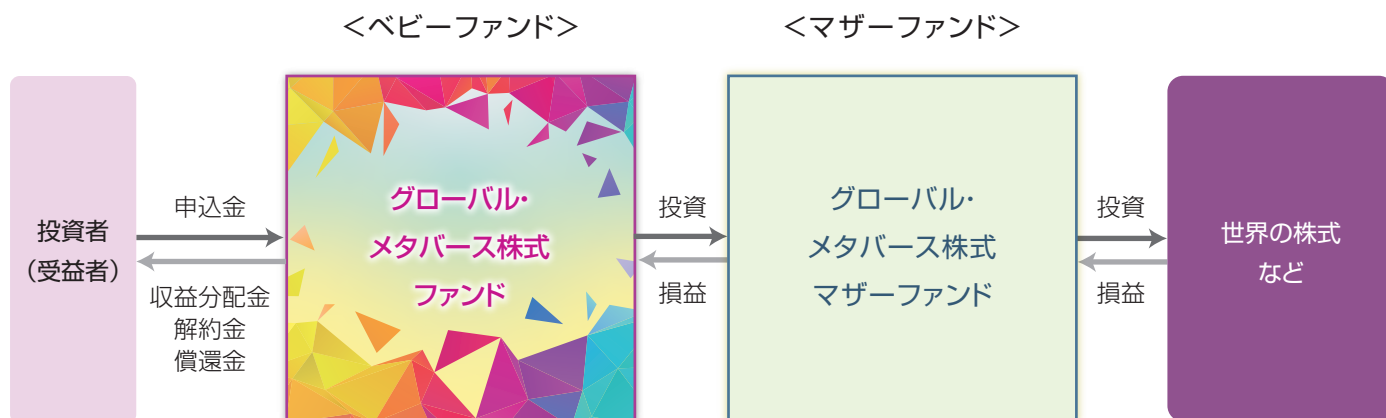 ＜ベビーファンド＞
＜マザーファンド＞
投資者
（受益者）
申込金
収益分配金
解約金
償還金
グローバル・
メタバース株式
ファンド
投資
損益
グローバル・
メタバース株式
マザーファンド
投資
損益
世界の株式
など